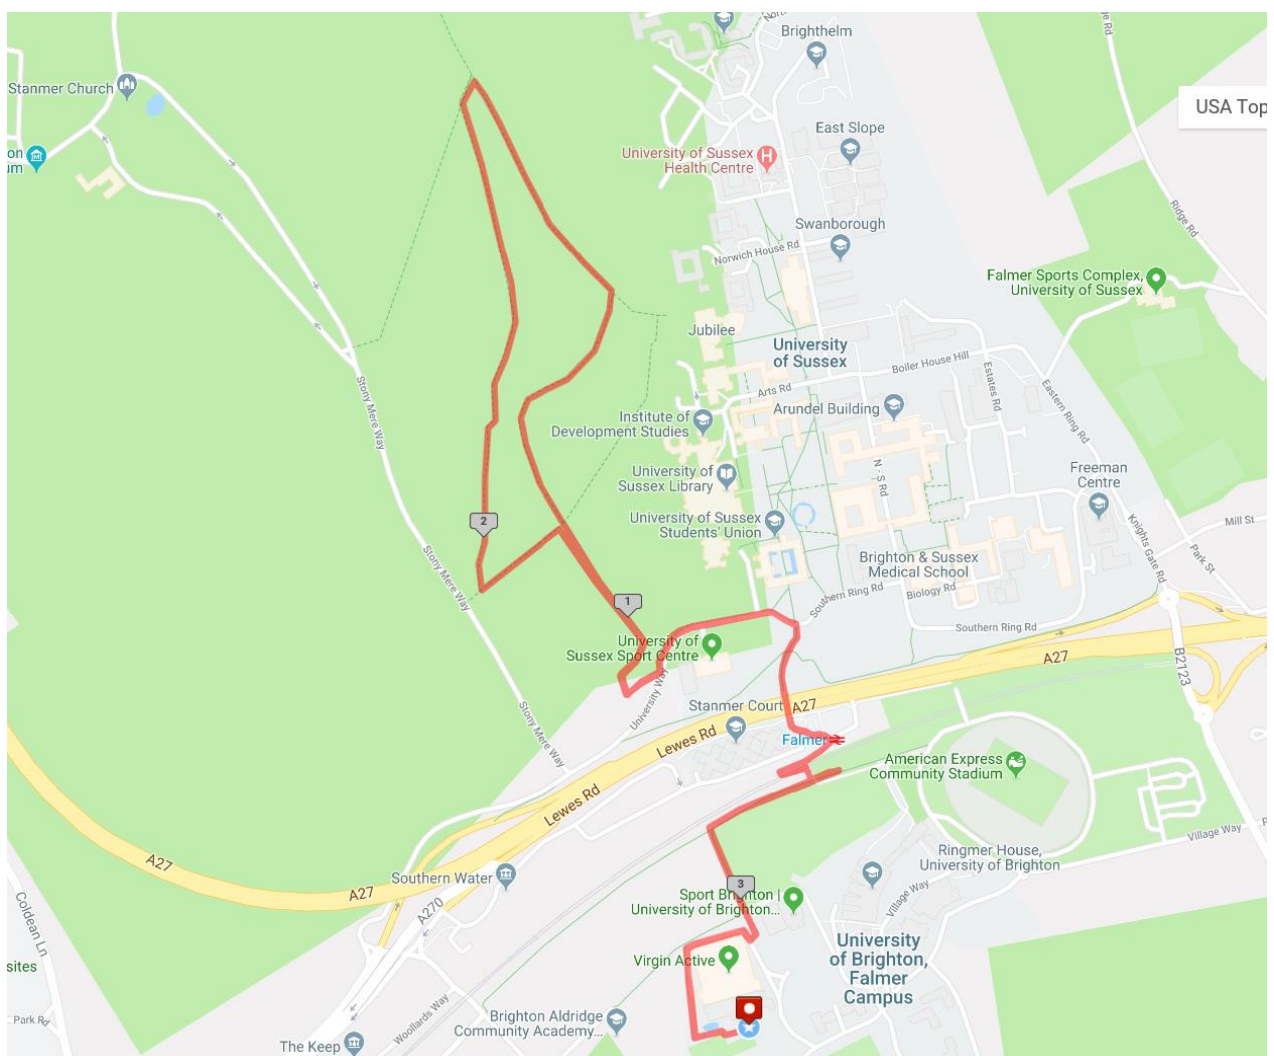 Brighthelm
Ridge Rd
Stanmer Church
USA Top
East Slope
on
um
University of Sussex
Health Centre
Swanborough
Ridge Rd
Norwich House Rd
Falmer Sports Complex,
University of Sussex
Jubilee
University
of Sussex
Boiler House Hill
Arts Rd
Estates Rd
Eastern Ring Rd
Stony Mere Way
Institute of
Development Studies
Arundel Building
University of
Sussex Library
N - S Rd
Freeman
Centre
2
University of Sussex
Students' Union
Knights Gate Rd
Mill St
Park St
Stony Mere Way
Brighton & Sussex
Medical School
Southern Ring Rd
Biology Rd
1
Southern Ring Rd
University of
Sussex Sport Centre
A27
B2123
University Way
Stanmer Court
A27
Stony Mere Way
Lewes Rd
Falmer
American Express
Community Stadium
Lewes Rd
Village Way
A27
A27
Southern Water
Ringmer House,
University of Brighton
3
Sport Brighton |
University of Brighton...
Village Way
A270
Coldean Ln
University
of Brighton,
Falmer
Campus
Virgin Active
sites
Woollards Way
Park Rd
Brighton Aldridge
Community Academy...
The Keep